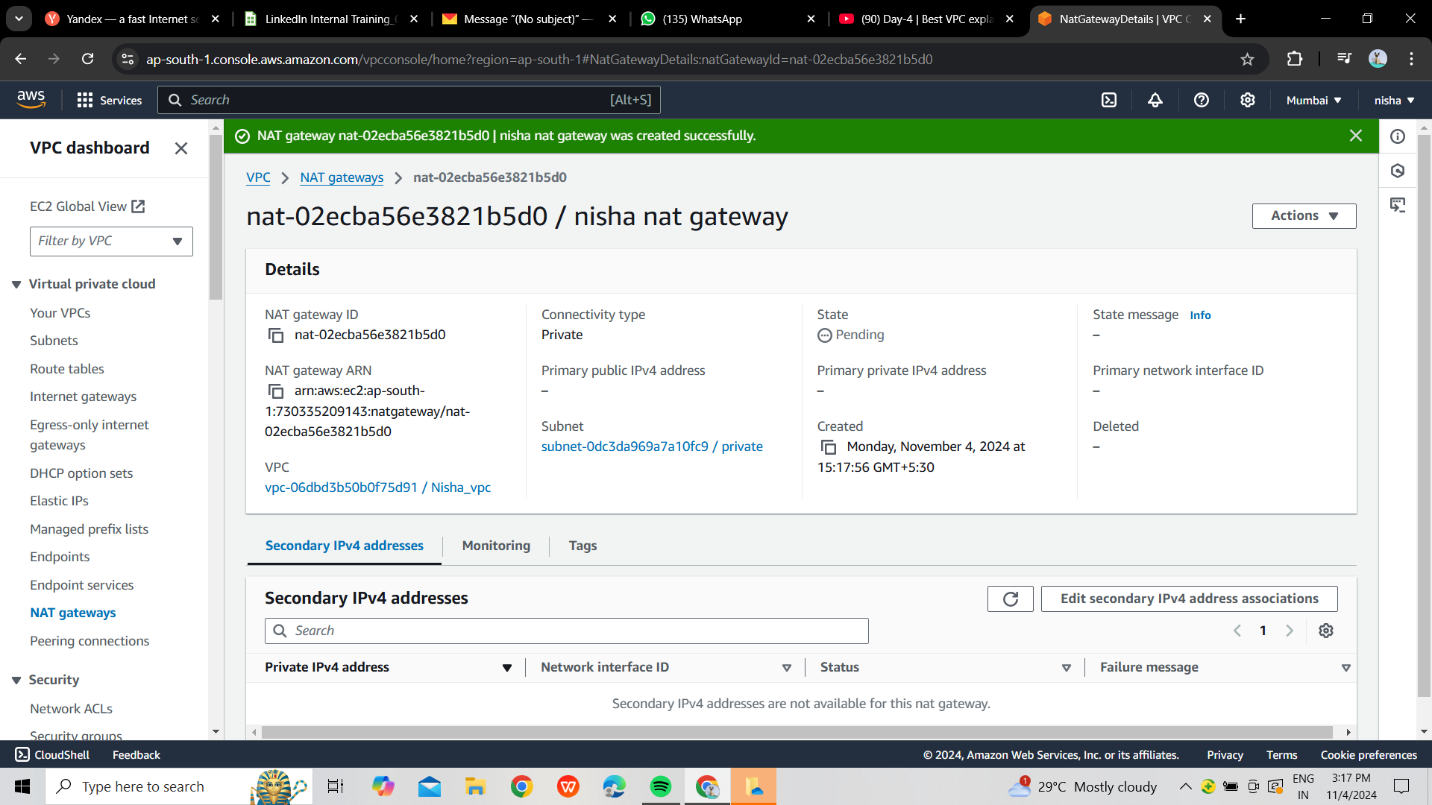 Yandex — a fast Internet se
LinkedIn Internal Training_(
Message "(No subject)" —
(135) WhatsApp
(90) Day-4 | Best VPC expla
NatGatewayDetails | VPC C
ap-south-1.console.aws.amazon.com/vpcconsole/home?region=ap-south-1#NatGatewayDetails:natGatewayId=nat-02ecba56e3821b5d0
aws
Services
Search
[Alt+S]
Mumbai
nisha
VPC dashboard
EC2 Global View
Filter by VPC
Virtual private cloud
Your VPCs
Subnets
Route tables
Internet gateways
Egress-only internet
gateways
DHCP option sets
Elastic IPs
Managed prefix lists
Endpoints
Endpoint services
NAT gateways
Peering connections
Security
Network ACLs
Security groups
NAT gateway nat-02ecba56e3821b5d0 | nisha nat gateway was created successfully.
VPC > NAT gateways > nat-02ecba56e3821b5d0
nat-02ecba56e3821b5d0 / nisha nat gateway
Actions
Details
NAT gateway ID
nat-02ecba56e3821b5d0
NAT gateway ARN
arn:aws:ec2:ap-south-
1:730335209143:natgateway/nat-
02ecba56e3821b5d0
VPC
vpc-06dbd3b50b0f75d91 / Nisha_vpc
Connectivity type
Private
Primary public IPv4 address
–
Subnet
subnet-0dc3da969a7a10fc9 / private
State
Pending
Primary private IPv4 address
–
Created
Monday, November 4, 2024 at
15:17:56 GMT+5:30
State message Info
–
Primary network interface ID
–
Deleted
–
Secondary IPv4 addresses
Monitoring
Tags
Secondary IPv4 addresses
Edit secondary IPv4 address associations
Search
1
Private IPv4 address
Network interface ID
Status
Failure message
Secondary IPv4 addresses are not available for this nat gateway.
CloudShell
Feedback
© 2024, Amazon Web Services, Inc. or its affiliates.
Privacy
Terms
Cookie preferences
Type here to search
1
29°C Mostly cloudy
ENG
IN
3:17 PM
11/4/2024